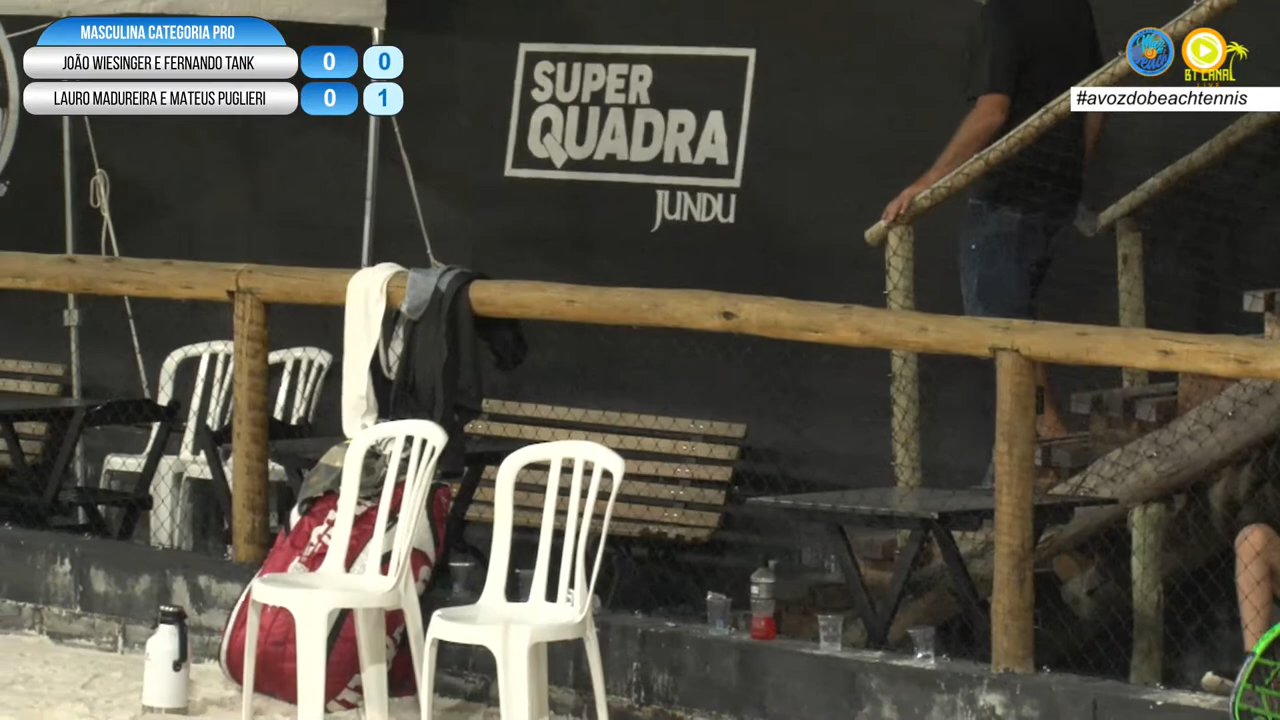 MASCULINA CATEGORIA PRO
JOÃO WIESINGER E FERNANDO TANK 0 0
LAURO MADUREIRA E MATEUS PUGLIERI 0 1
SUPER
QUADRA
JUNDU
BT CANAL
LIVE
#avozdobeachtennis